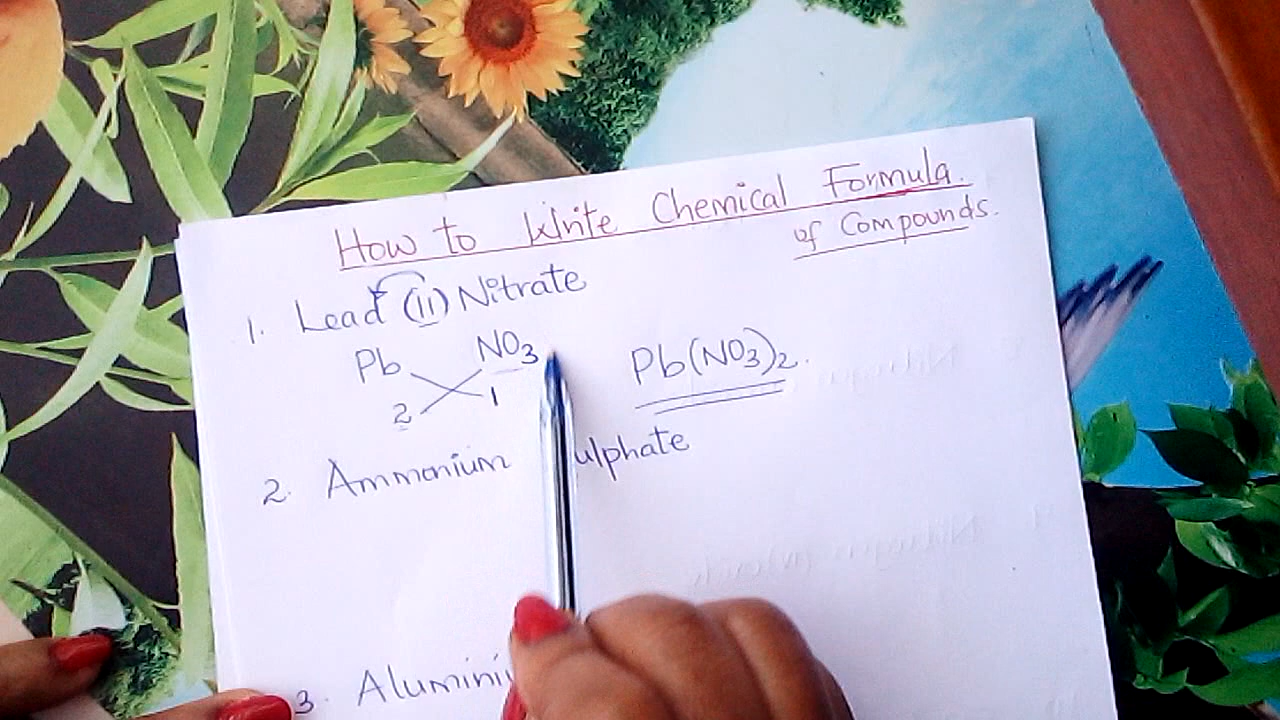 How to Write Chemical Formula
of Compounds.
1. Lead (II) Nitrate
Pb NO3 Pb(NO3)2.
2 1
2. Ammonium ulphate
3. Alumini